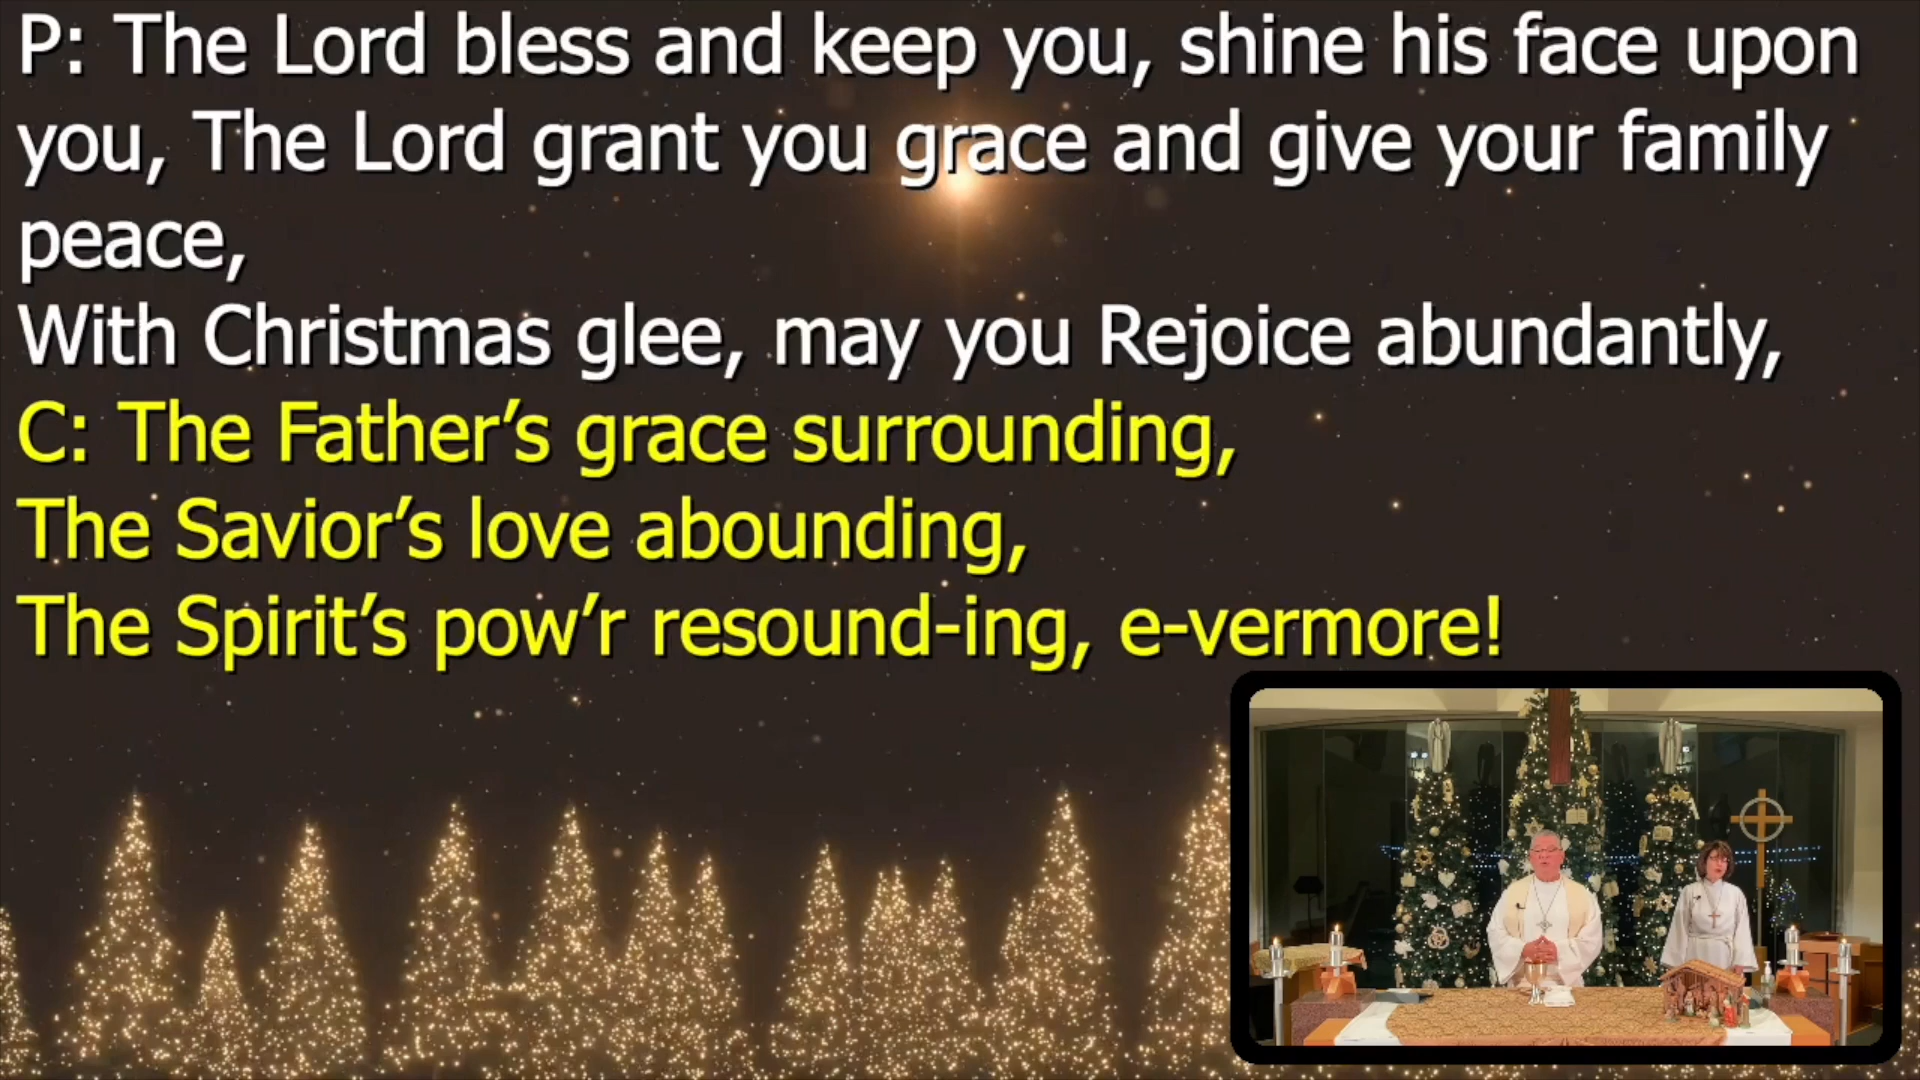 P: The Lord bless and keep you, shine his face upon
you, The Lord grant you grace and give your family
peace,
With Christmas glee, may you Rejoice abundantly,
C: The Father’s grace surrounding,
The Savior’s love abounding,
The Spirit’s pow’r resound-ing, e-vermore!